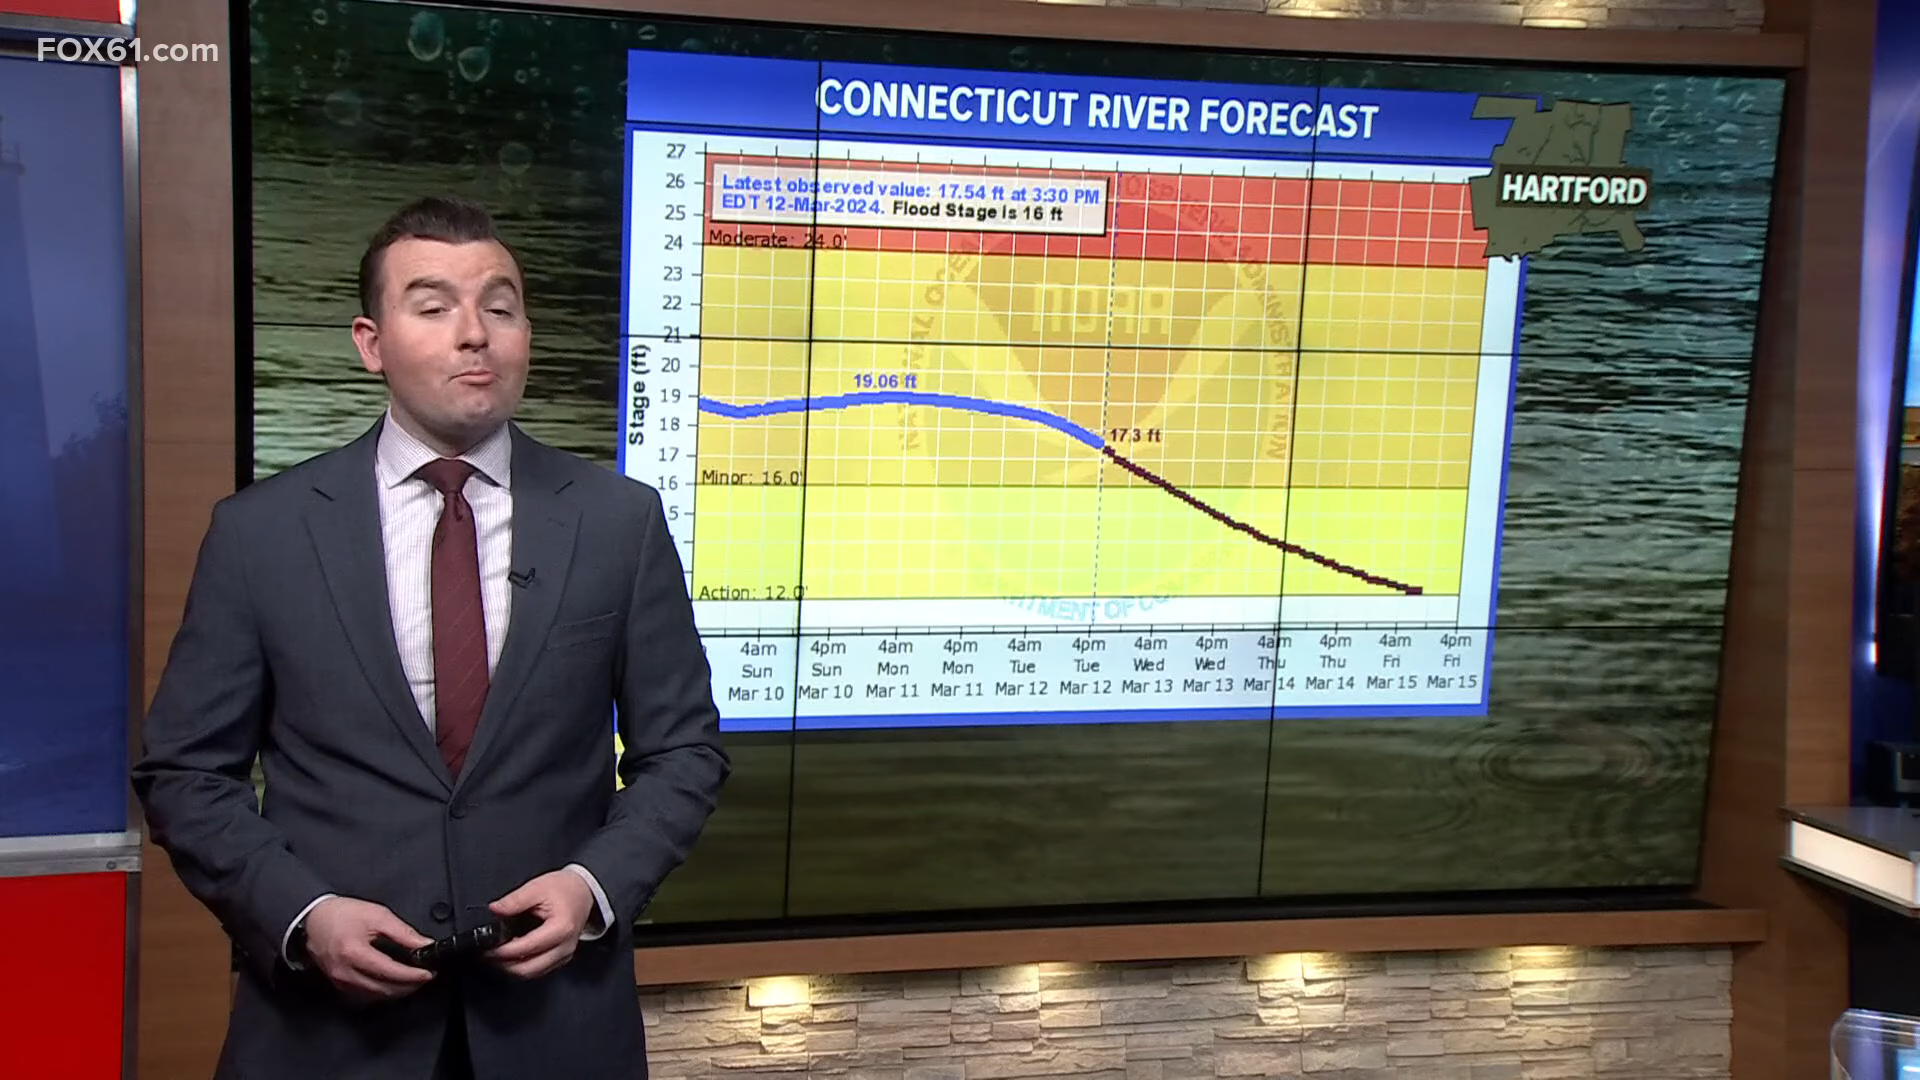 FOX61.com
CONNECTICUT RIVER FORECAST
HARTFORD
Latest observed value: 17.54 ft at 3:30 PM
EDT 12-Mar-2024. Flood Stage is 16 ft
27
26
25
24
23
22
21
20
19
18
17
16
5
Stage (ft)
Moderate: 24.0'
Minor: 16.0'
Action: 12.0'
19.06 ft
17.3 ft
NOAA
4am 4pm 4am 4pm 4am 4pm 4am 4pm 4am 4pm 4am 4pm
Sun Sun Mon Mon Tue Tue Wed Wed Thu Thu Fri Fri
Mar 10 Mar 10 Mar 11 Mar 11 Mar 12 Mar 12 Mar 13 Mar 13 Mar 14 Mar 14 Mar 15 Mar 15